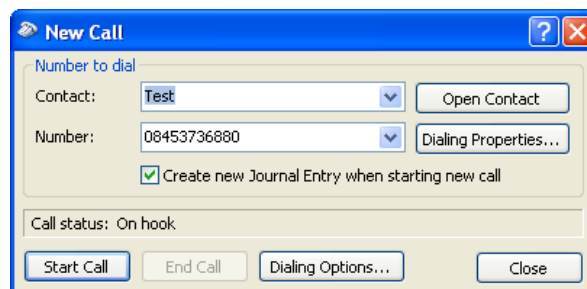 New Call
Number to dial
Contact: Test Open Contact
Number: 08453736880 Dialing Properties...
Create new Journal Entry when starting new call
Call status: On hook
Start Call End Call Dialing Options... Close